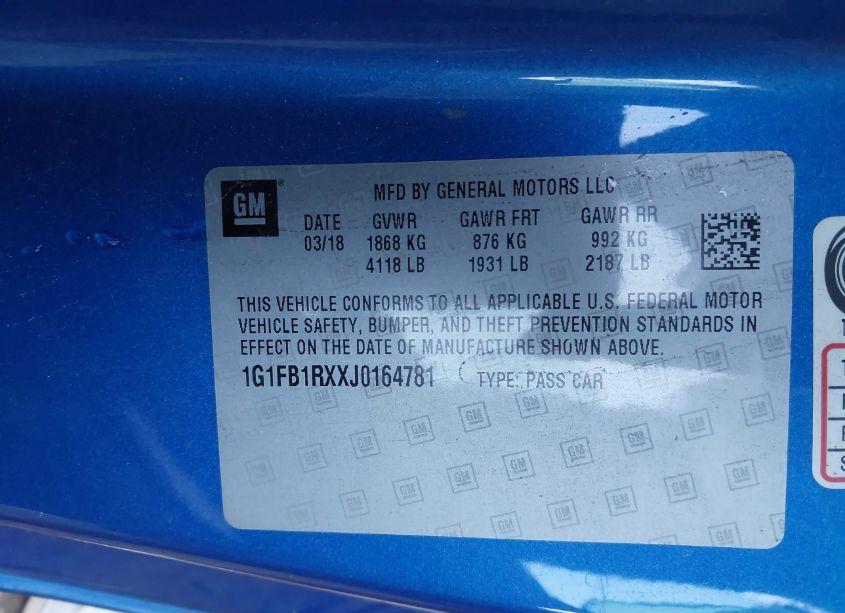 GM
MFD BY GENERAL MOTORS LLC
DATE GVWR GAWR FRT GAWR RR
03/18 1868 KG 876 KG 992 KG
4118 LB 1931 LB 2187 LB
THIS VEHICLE CONFORMS TO ALL APPLICABLE U.S. FEDERAL MOTOR
VEHICLE SAFETY, BUMPER, AND THEFT PREVENTION STANDARDS IN
EFFECT ON THE DATE OF MANUFACTURE SHOWN ABOVE.
1G1FB1RXXJ0164781 TYPE: PASS CAR